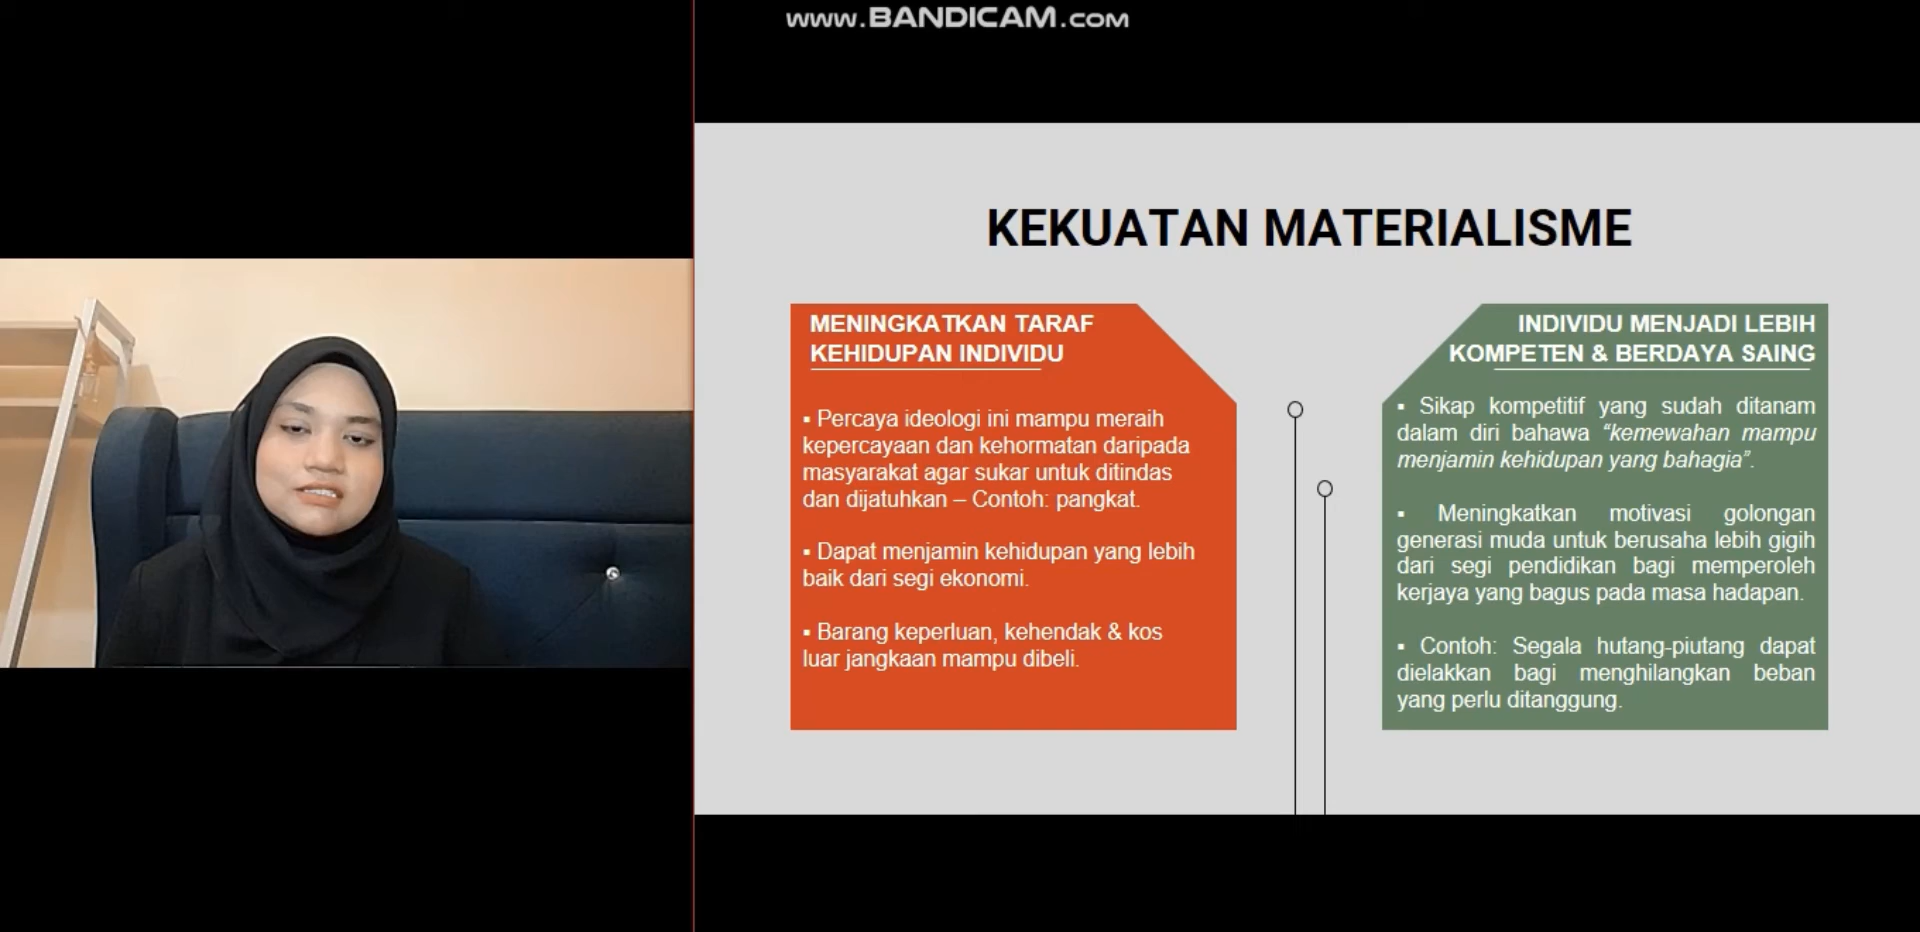 www.BANDICAM.com
KEKUATAN MATERIALISME
MENINGKATKAN TARAF
KEHIDUPAN INDIVIDU
▪ Percaya ideologi ini mampu meraih
kepercayaan dan kehormatan daripada
masyarakat agar sukar untuk ditindas
dan dijatuhkan – Contoh: pangkat.
▪ Dapat menjamin kehidupan yang lebih
baik dari segi ekonomi.
▪ Barang keperluan, kehendak & kos
luar jangkaan mampu dibeli.
INDIVIDU MENJADI LEBIH
KOMPETEN & BERDAYA SAING
▪ Sikap kompetitif yang sudah ditanam
dalam diri bahawa “kemewahan mampu
menjamin kehidupan yang bahagia”.
▪ Meningkatkan motivasi golongan
generasi muda untuk berusaha lebih gigih
dari segi pendidikan bagi memperoleh
kerjaya yang bagus pada masa hadapan.
▪ Contoh: Segala hutang-piutang dapat
dielakkan bagi menghilangkan beban
yang perlu ditanggung.